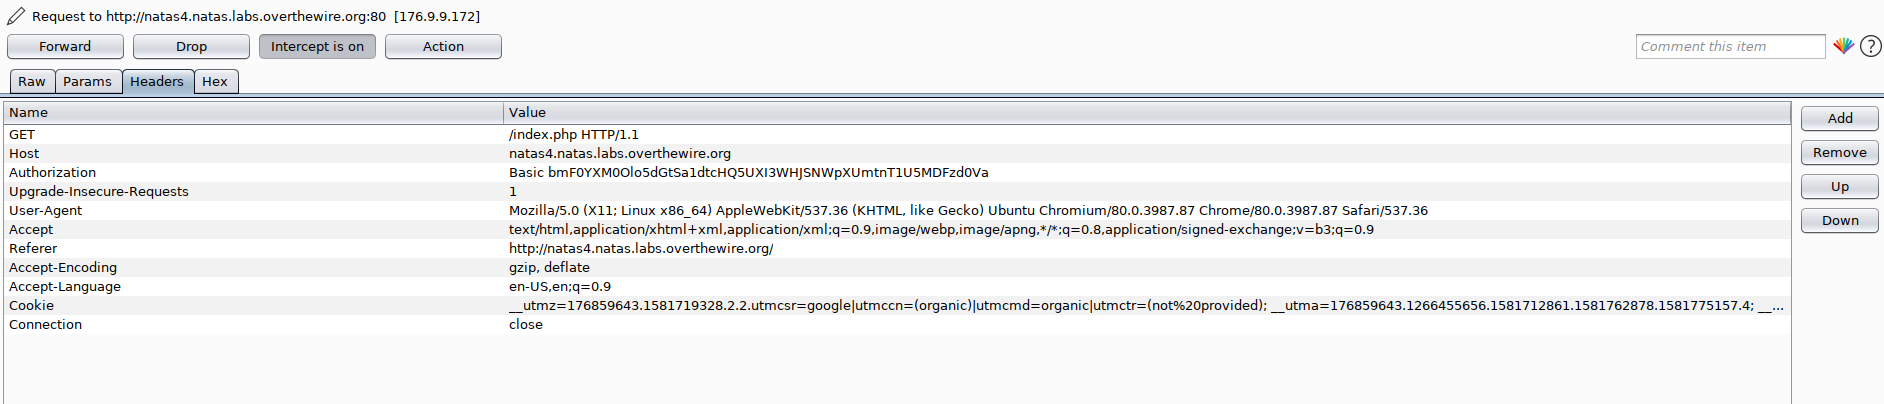 Request to http://natas4.natas.labs.overthewire.org:80 [176.9.9.172]
Forward Drop Intercept is on Action Comment this item ?
Raw Params Headers Hex
Name Value
GET /index.php HTTP/1.1
Host natas4.natas.labs.overthewire.org
Authorization Basic bmF0YXM0Olo5dGtSa1dtcHQ5UXI3WHJSNWpXUmtnT1U5MDFzd0Va
Upgrade-Insecure-Requests 1
User-Agent Mozilla/5.0 (X11; Linux x86_64) AppleWebKit/537.36 (KHTML, like Gecko) Ubuntu Chromium/80.0.3987.87 Chrome/80.0.3987.87 Safari/537.36
Accept text/html,application/xhtml+xml,application/xml;q=0.9,image/webp,image/apng,*/*;q=0.8,application/signed-exchange;v=b3;q=0.9
Referer http://natas4.natas.labs.overthewire.org/
Accept-Encoding gzip, deflate
Accept-Language en-US,en;q=0.9
Cookie __utmz=176859643.1581719328.2.2.utmcsr=google|utmccn=(organic)|utmcmd=organic|utmctr=(not%20provided); __utma=176859643.1266455656.1581712861.1581762878.1581775157.4; __...
Connection close
Add
Remove
Up
Down